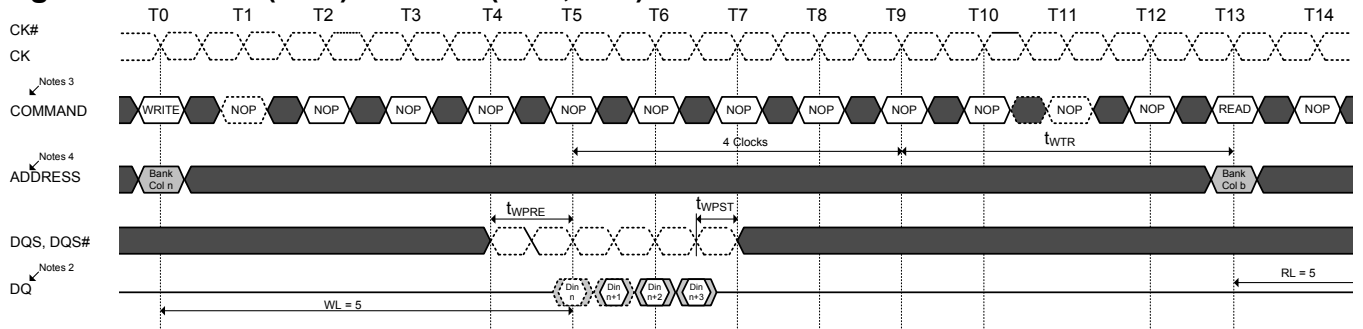 T0 T1 T2 T3 T4 T5 T6 T7 T8 T9 T10 T11 T12 T13 T14
CK#
CK
Notes 3
COMMAND
WRITE NOP NOP NOP NOP NOP NOP NOP NOP NOP NOP NOP NOP READ NOP
4 Clocks tWTR
Notes 4
ADDRESS
Bank Col n
Bank Col b
tWPRE tWPST
DQS, DQS#
Notes 2
DQ
Din n
Din n+1
Din n+2
Din n+3
RL = 5
WL = 5